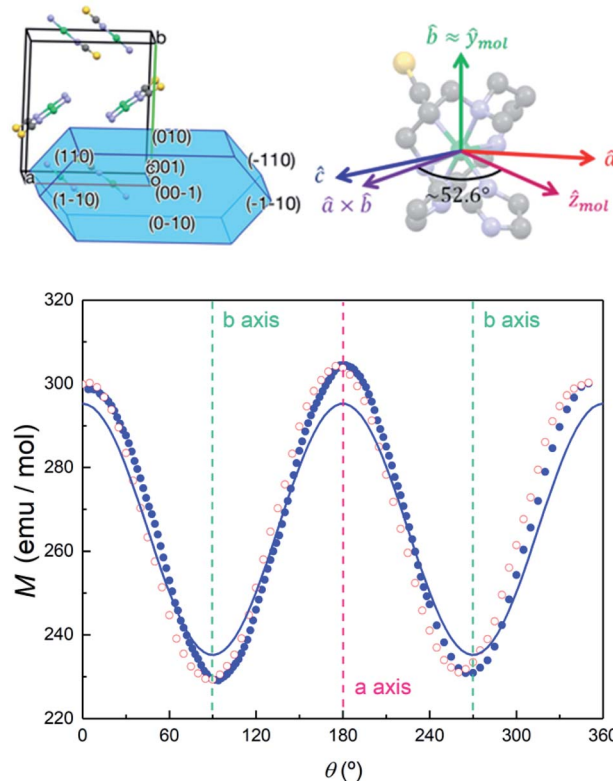 b
(010)
(110)
c
(001)
(-110)
a
o
(00-1)
(1-10)
(-1-10)
(0-10)
b̂ ≈ ŷmol
â
ĉ
â × b̂
~52.6°
ẑmol
b axis
b axis
a axis
M (emu / mol)
300
280
260
240
220
0
60
120
180
240
300
360
θ (°)